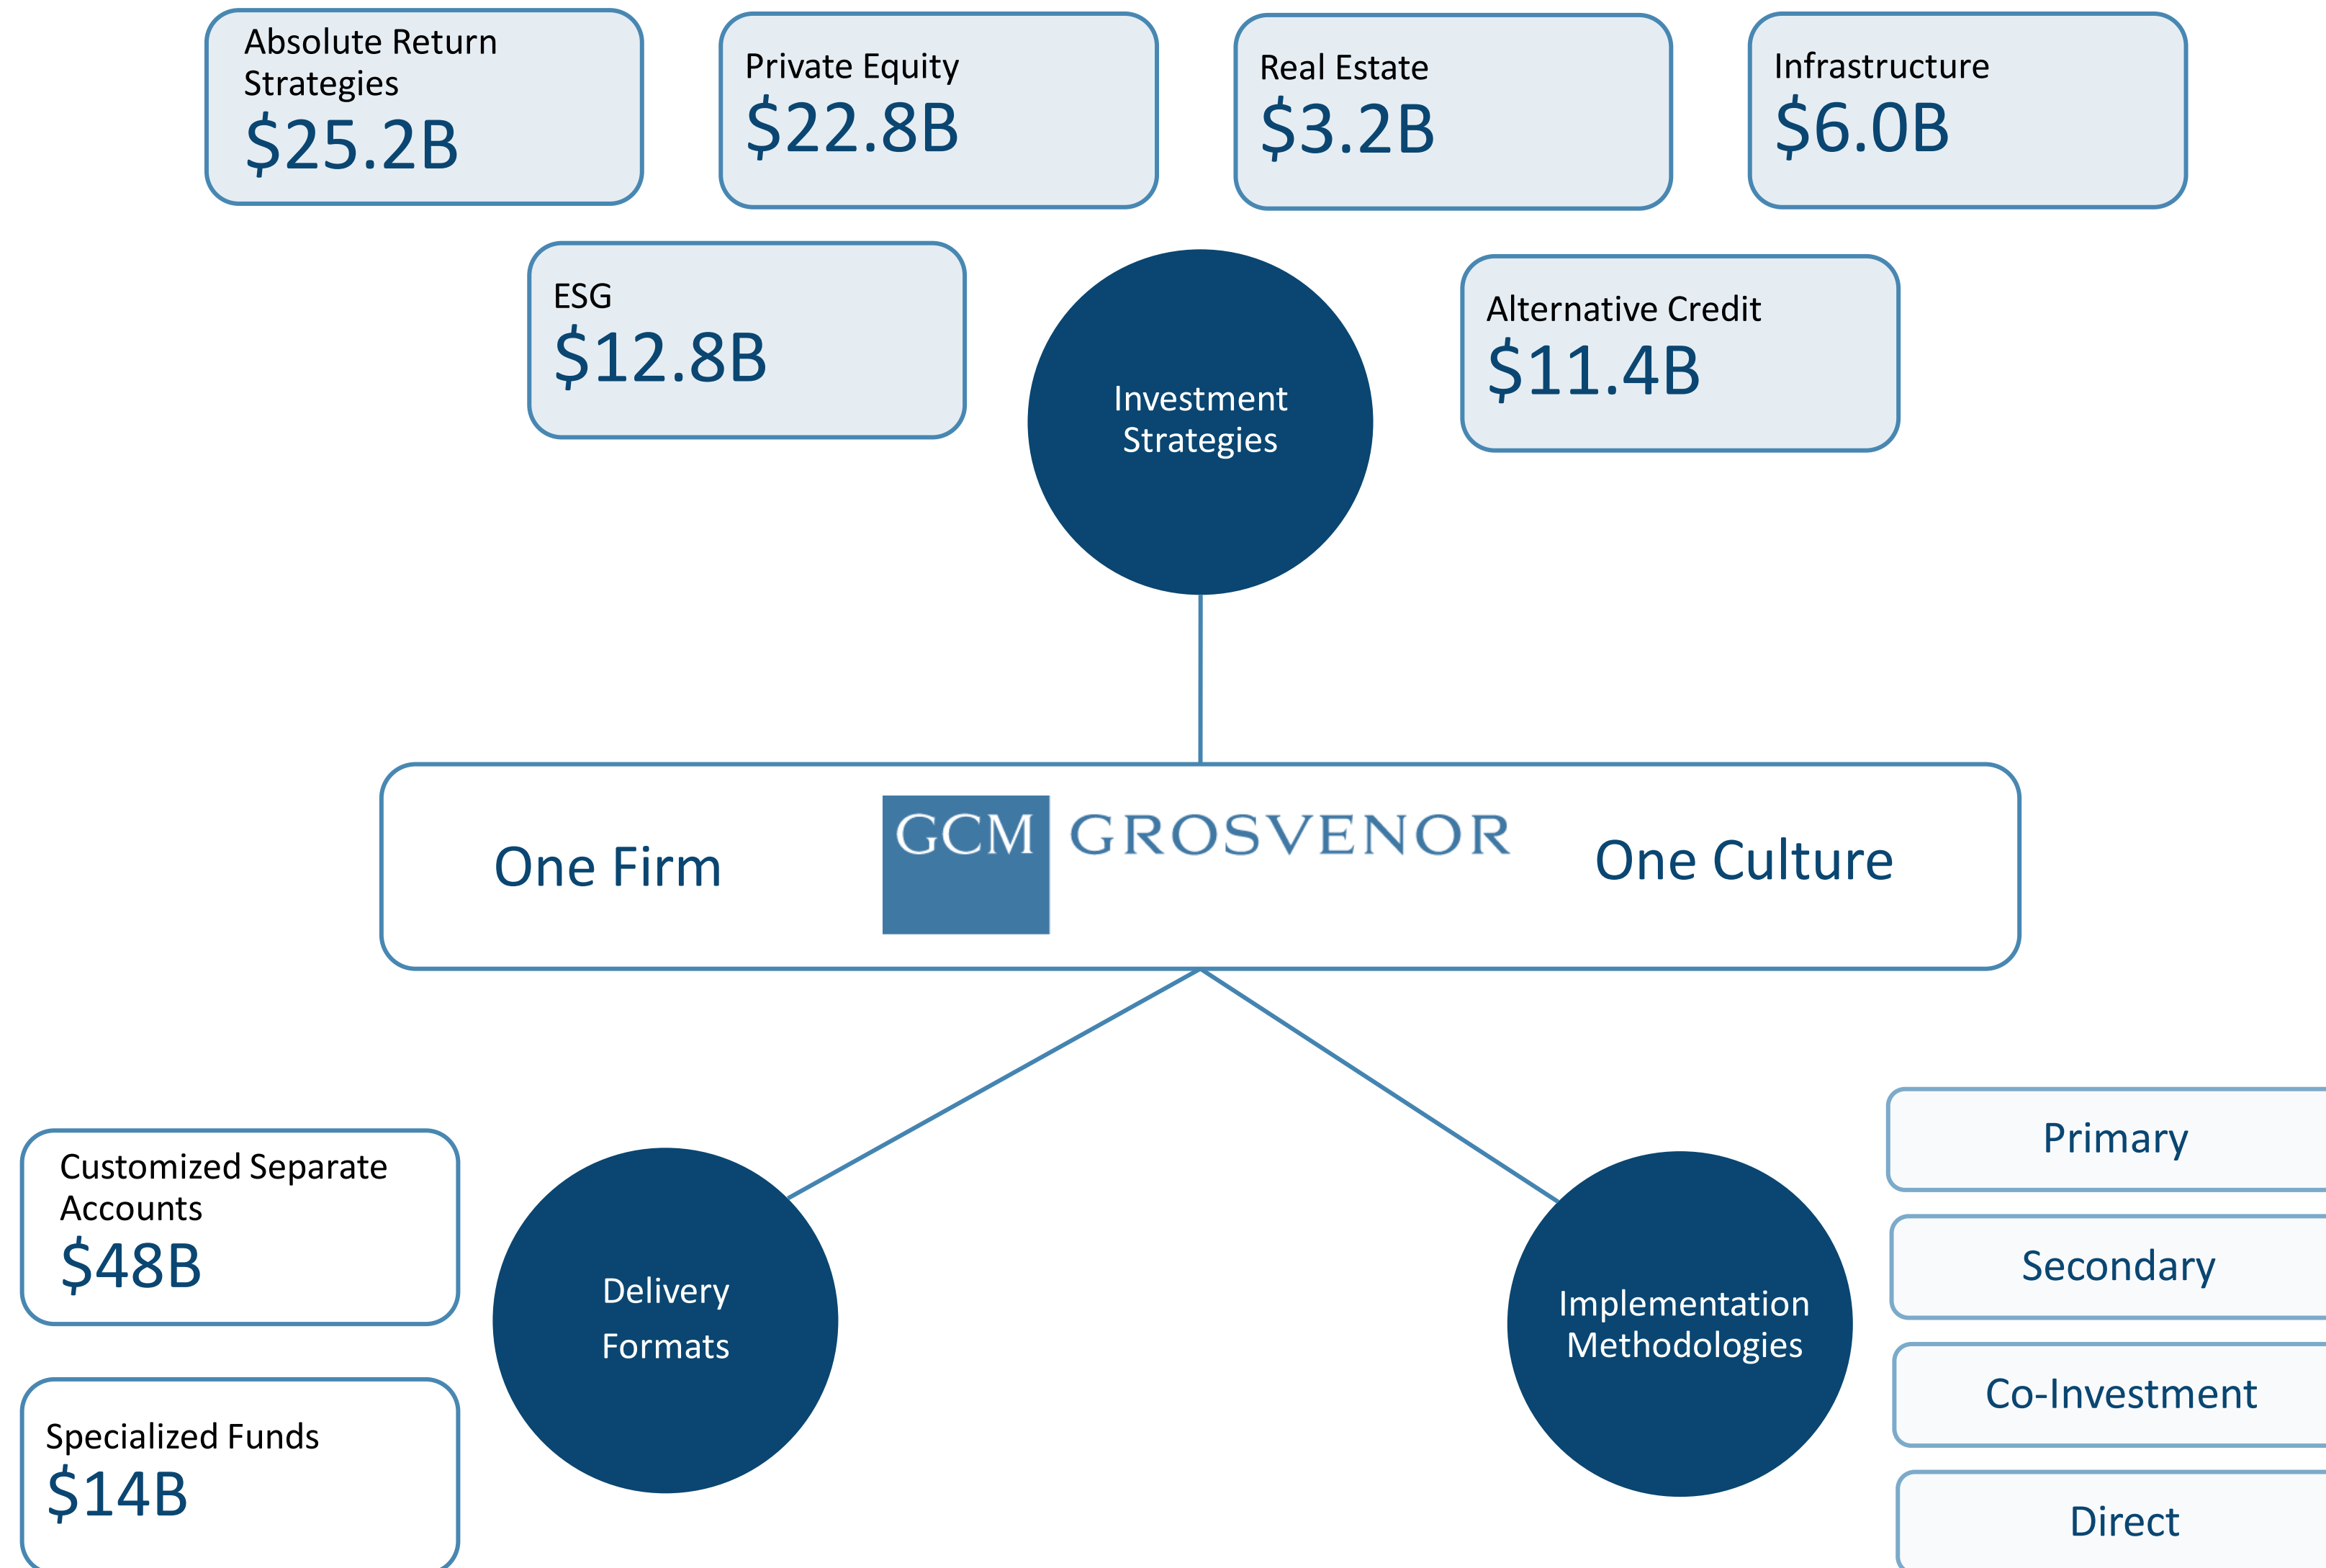 Absolute Return
Strategies
$25.2B
Private Equity
$22.8B
Real Estate
$3.2B
Infrastructure
$6.0B
ESG
$12.8B
Investment
Strategies
Alternative Credit
$11.4B
One Firm
GCM GROSVENOR
One Culture
Customized Separate
Accounts
$48B
Specialized Funds
$14B
Delivery
Formats
Implementation
Methodologies
Primary
Secondary
Co-Investment
Direct